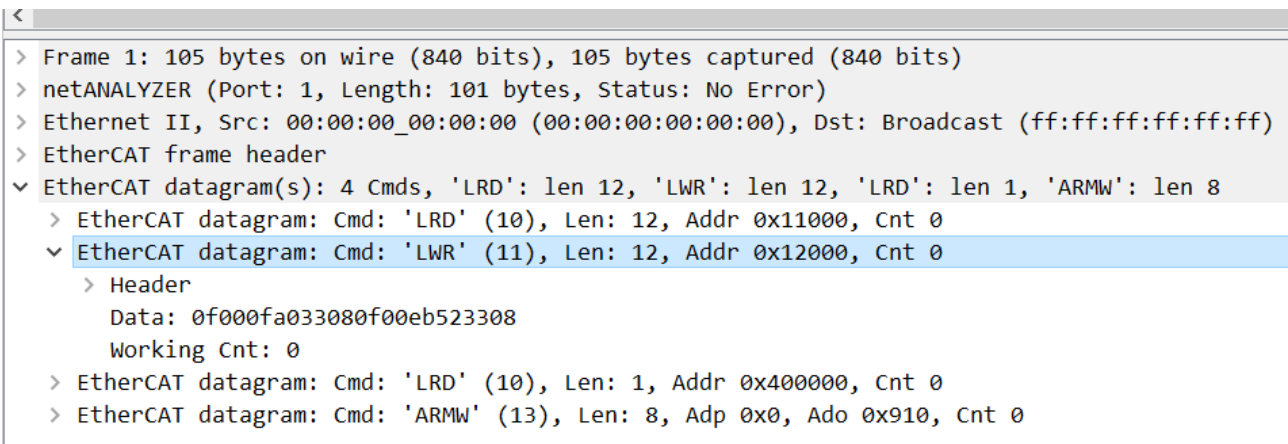 Frame 1: 105 bytes on wire (840 bits), 105 bytes captured (840 bits)
netANALYZER (Port: 1, Length: 101 bytes, Status: No Error)
Ethernet II, Src: 00:00:00_00:00:00 (00:00:00:00:00:00), Dst: Broadcast (ff:ff:ff:ff:ff:ff)
EtherCAT frame header
EtherCAT datagram(s): 4 Cmds, 'LRD': len 12, 'LWR': len 12, 'LRD': len 1, 'ARMW': len 8
EtherCAT datagram: Cmd: 'LRD' (10), Len: 12, Addr 0x11000, Cnt 0
EtherCAT datagram: Cmd: 'LWR' (11), Len: 12, Addr 0x12000, Cnt 0
Header
Data: 0f000fa033080f00eb523308
Working Cnt: 0
EtherCAT datagram: Cmd: 'LRD' (10), Len: 1, Addr 0x400000, Cnt 0
EtherCAT datagram: Cmd: 'ARMW' (13), Len: 8, Adp 0x0, Ado 0x910, Cnt 0